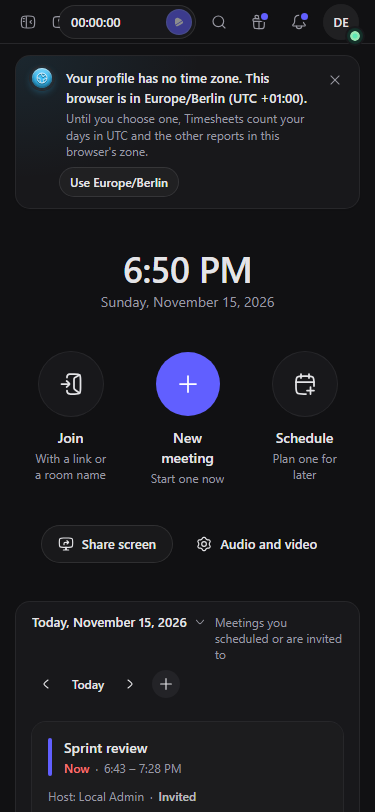 00:00:00
DE
Your profile has no time zone. This
browser is in Europe/Berlin (UTC +01:00).
Until you choose one, Timesheets count your
days in UTC and the other reports in this
browser's zone.
Use Europe/Berlin
6:50 PM
Sunday, November 15, 2026
Join
With a link or
a room name
New
meeting
Start one now
Schedule
Plan one for
later
Share screen
Audio and video
Today, November 15, 2026
Meetings you
scheduled or are invited
to
Today
Sprint review
Now · 6:43 – 7:28 PM
Host: Local Admin · Invited